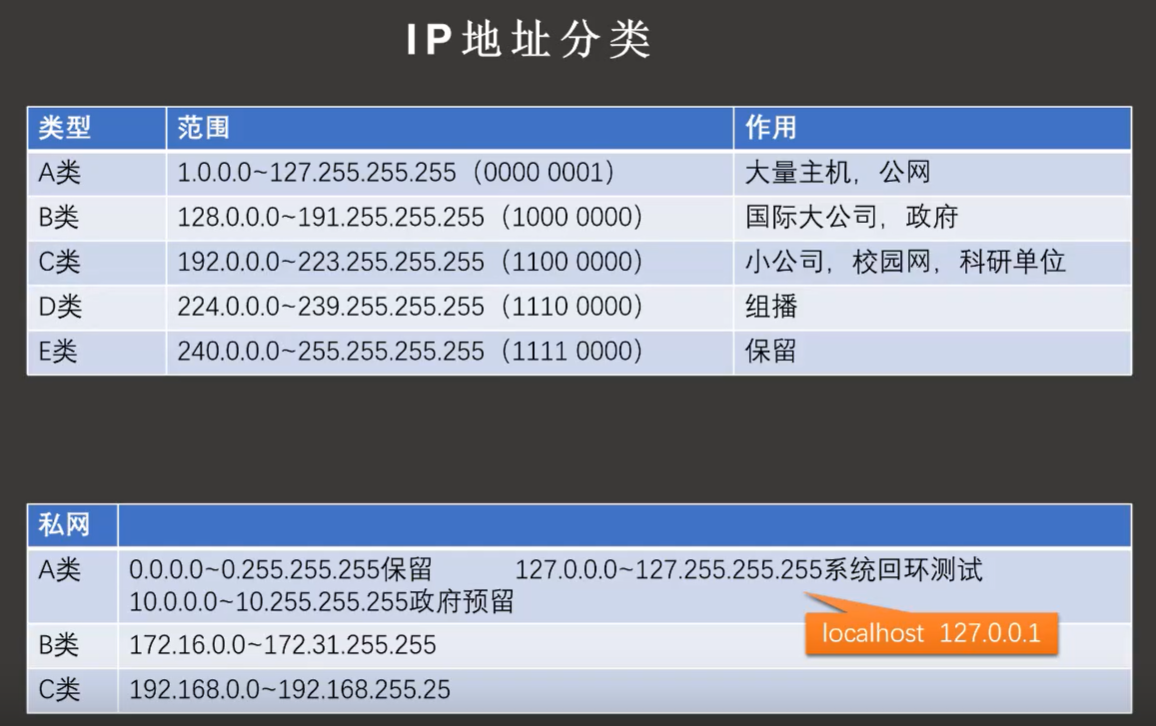 IP地址分类
类型 范围 作用
A类 1.0.0.0~127.255.255.255（0000 0001） 大量主机，公网
B类 128.0.0.0~191.255.255.255（1000 0000） 国际大公司，政府
C类 192.0.0.0~223.255.255.255（1100 0000） 小公司，校园网，科研单位
D类 224.0.0.0~239.255.255.255（1110 0000） 组播
E类 240.0.0.0~255.255.255.255（1111 0000） 保留
私网
A类 0.0.0.0~0.255.255.255保留 127.0.0.0~127.255.255.255系统回环测试
10.0.0.0~10.255.255.255政府预留
localhost 127.0.0.1
B类 172.16.0.0~172.31.255.255
C类 192.168.0.0~192.168.255.25